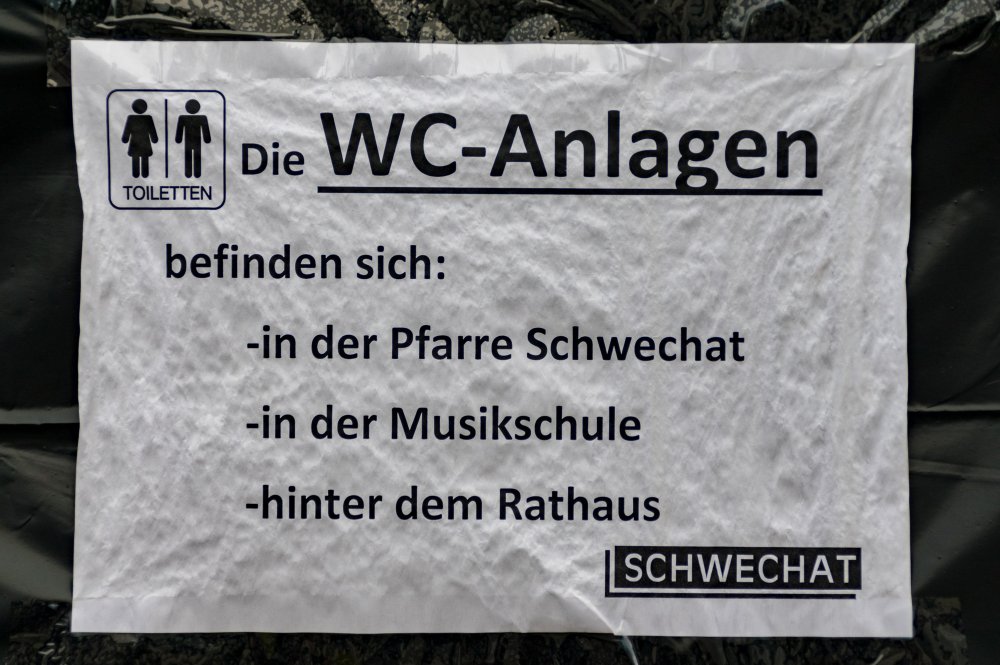 TOILETTEN
Die WC-Anlagen
befinden sich:
-in der Pfarre Schwechat
-in der Musikschule
-hinter dem Rathaus
SCHWECHAT